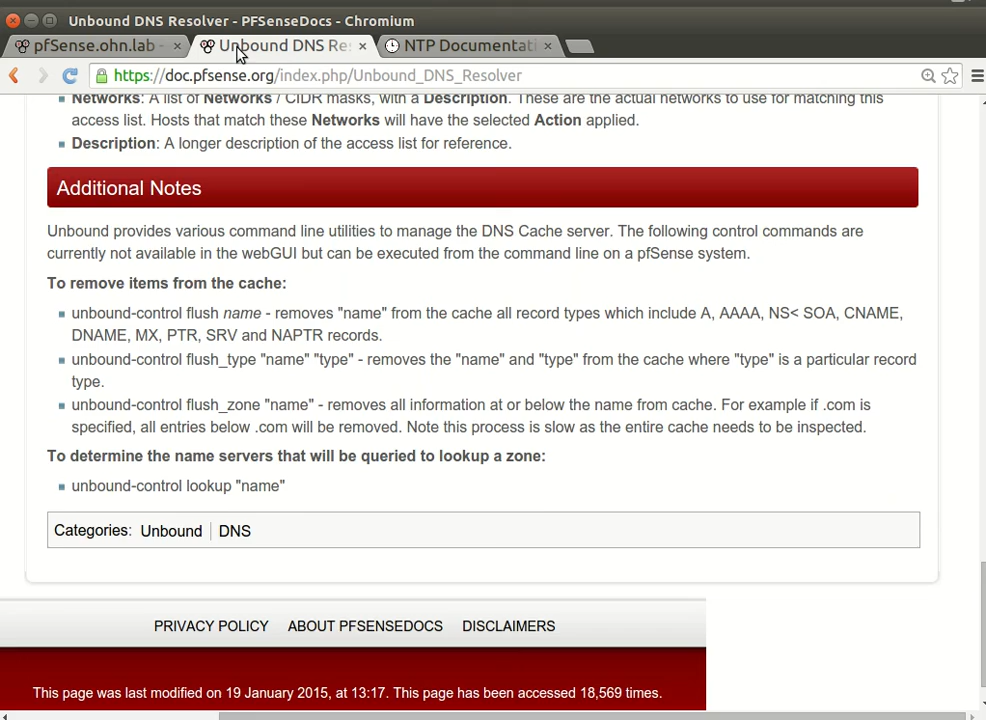 Unbound DNS Resolver - PFSenseDocs - Chromium
pfSense.ohn.lab -
Unbound DNS Res
NTP Documentati
https://doc.pfsense.org/index.php/Unbound_DNS_Resolver
Networks: A list of Networks / CIDR masks, with a Description. These are the actual networks to use for matching this
access list. Hosts that match these Networks will have the selected Action applied.
Description: A longer description of the access list for reference.
Additional Notes
Unbound provides various command line utilities to manage the DNS Cache server. The following control commands are
currently not available in the webGUI but can be executed from the command line on a pfSense system.
To remove items from the cache:
unbound-control flush name - removes "name" from the cache all record types which include A, AAAA, NS< SOA, CNAME,
DNAME, MX, PTR, SRV and NAPTR records.
unbound-control flush_type "name" "type" - removes the "name" and "type" from the cache where "type" is a particular record
type.
unbound-control flush_zone "name" - removes all information at or below the name from cache. For example if .com is
specified, all entries below .com will be removed. Note this process is slow as the entire cache needs to be inspected.
To determine the name servers that will be queried to lookup a zone:
unbound-control lookup "name"
Categories: Unbound | DNS
PRIVACY POLICY ABOUT PFSENSEDOCS DISCLAIMERS
This page was last modified on 19 January 2015, at 13:17. This page has been accessed 18,569 times.